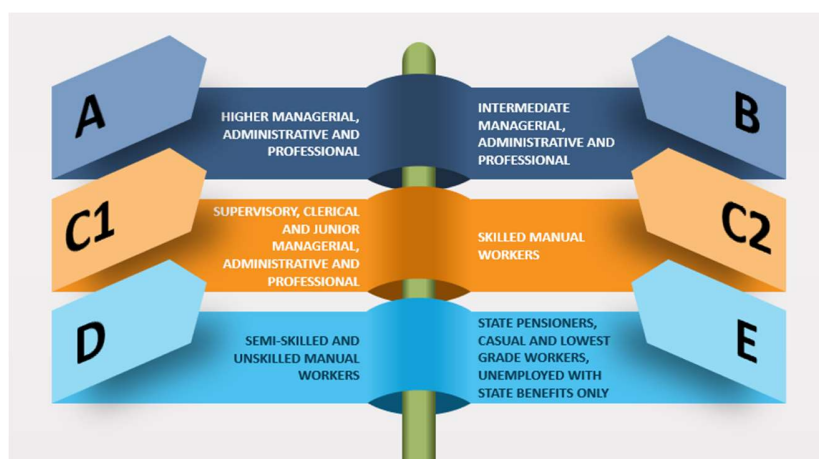 A
HIGHER MANAGERIAL,
ADMINISTRATIVE AND
PROFESSIONAL
INTERMEDIATE
MANAGERIAL,
ADMINISTRATIVE AND
PROFESSIONAL
B
C1
SUPERVISORY, CLERICAL
AND JUNIOR
MANAGERIAL,
ADMINISTRATIVE AND
PROFESSIONAL
SKILLED MANUAL
WORKERS
C2
D
SEMI-SKILLED AND
UNSKILLED MANUAL
WORKERS
STATE PENSIONERS,
CASUAL AND LOWEST
GRADE WORKERS,
UNEMPLOYED WITH
STATE BENEFITS ONLY
E